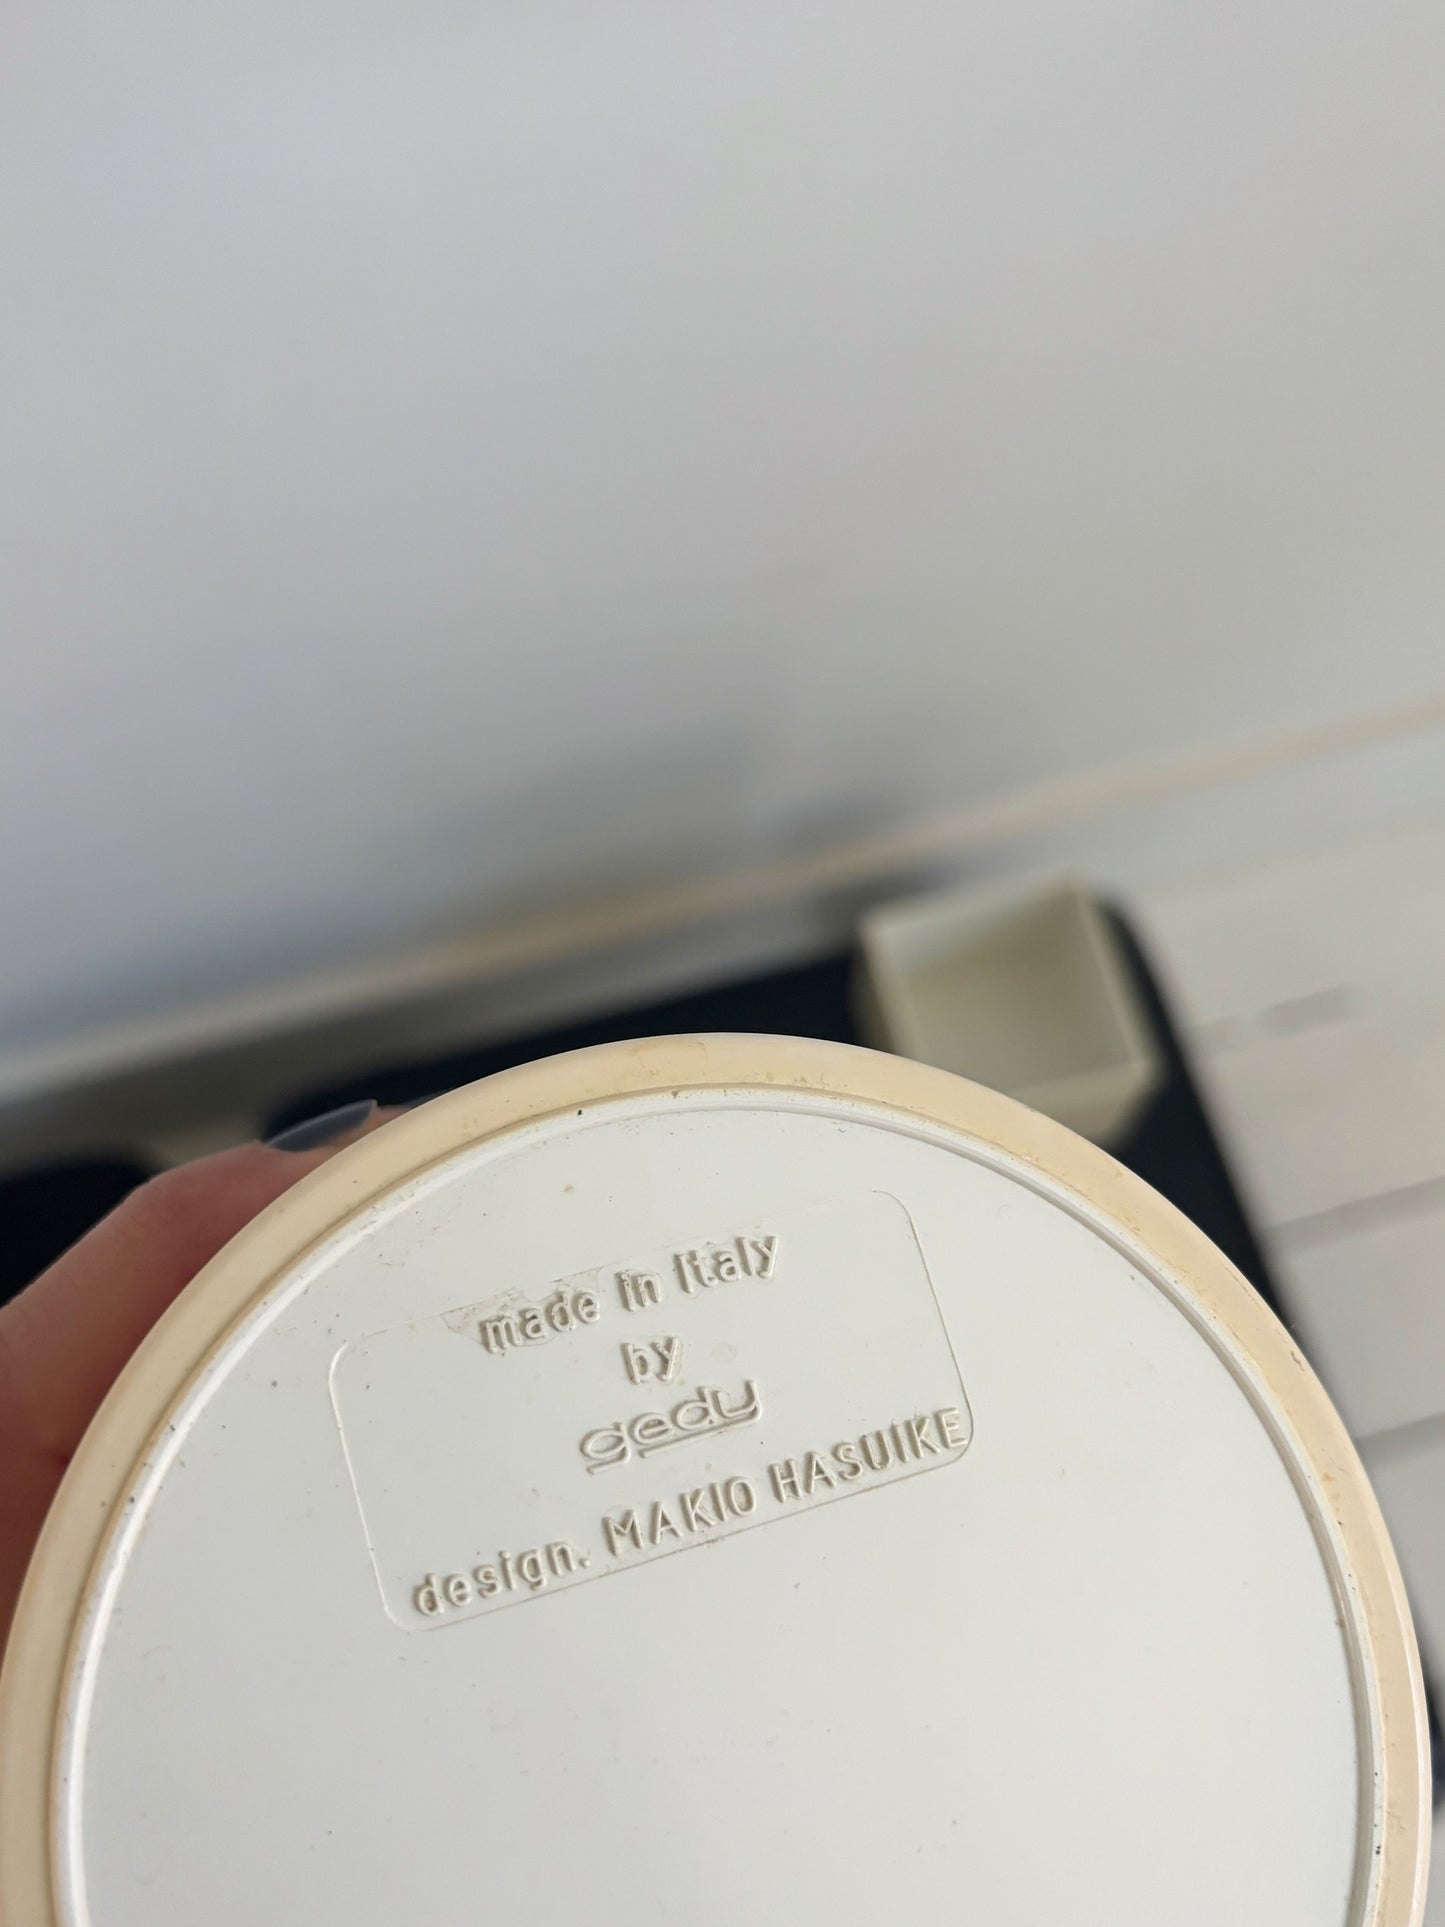 made in Italy
by
gedy
design. MAKIO HASUIKE